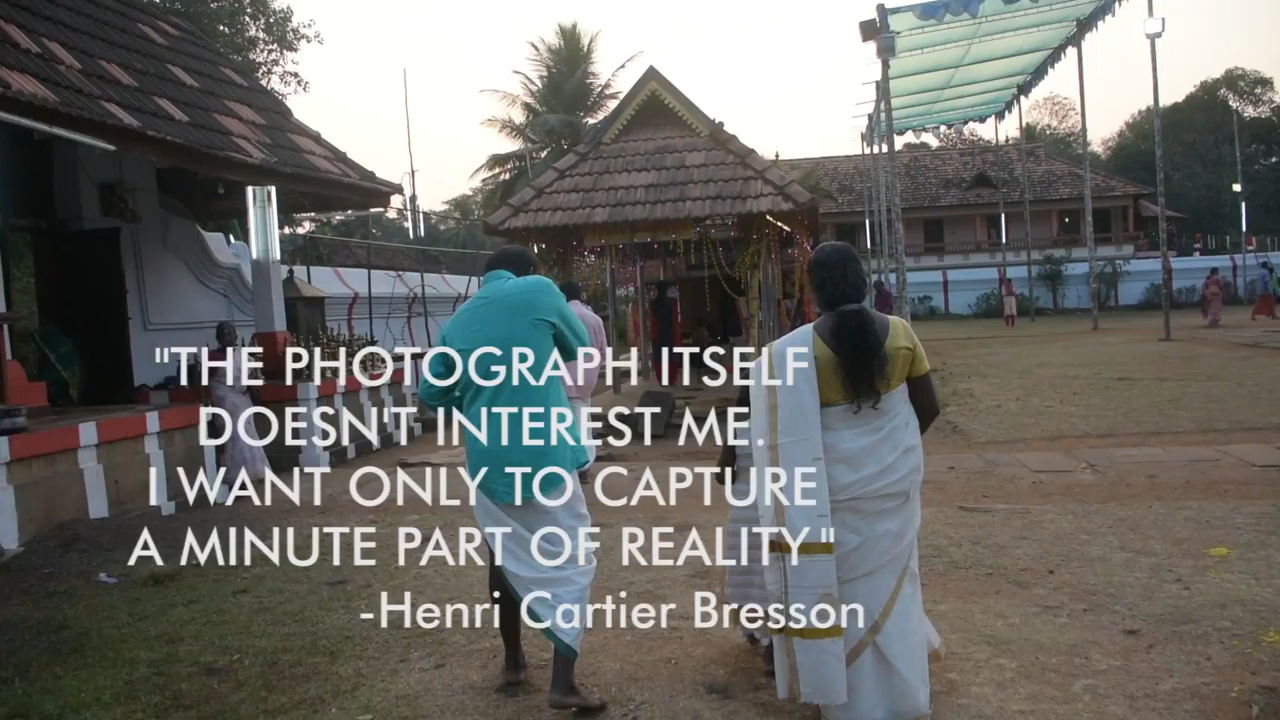 "THE PHOTOGRAPH ITSELF
DOESN'T INTEREST ME.
I WANT ONLY TO CAPTURE
A MINUTE PART OF REALITY"
-Henri Cartier Bresson